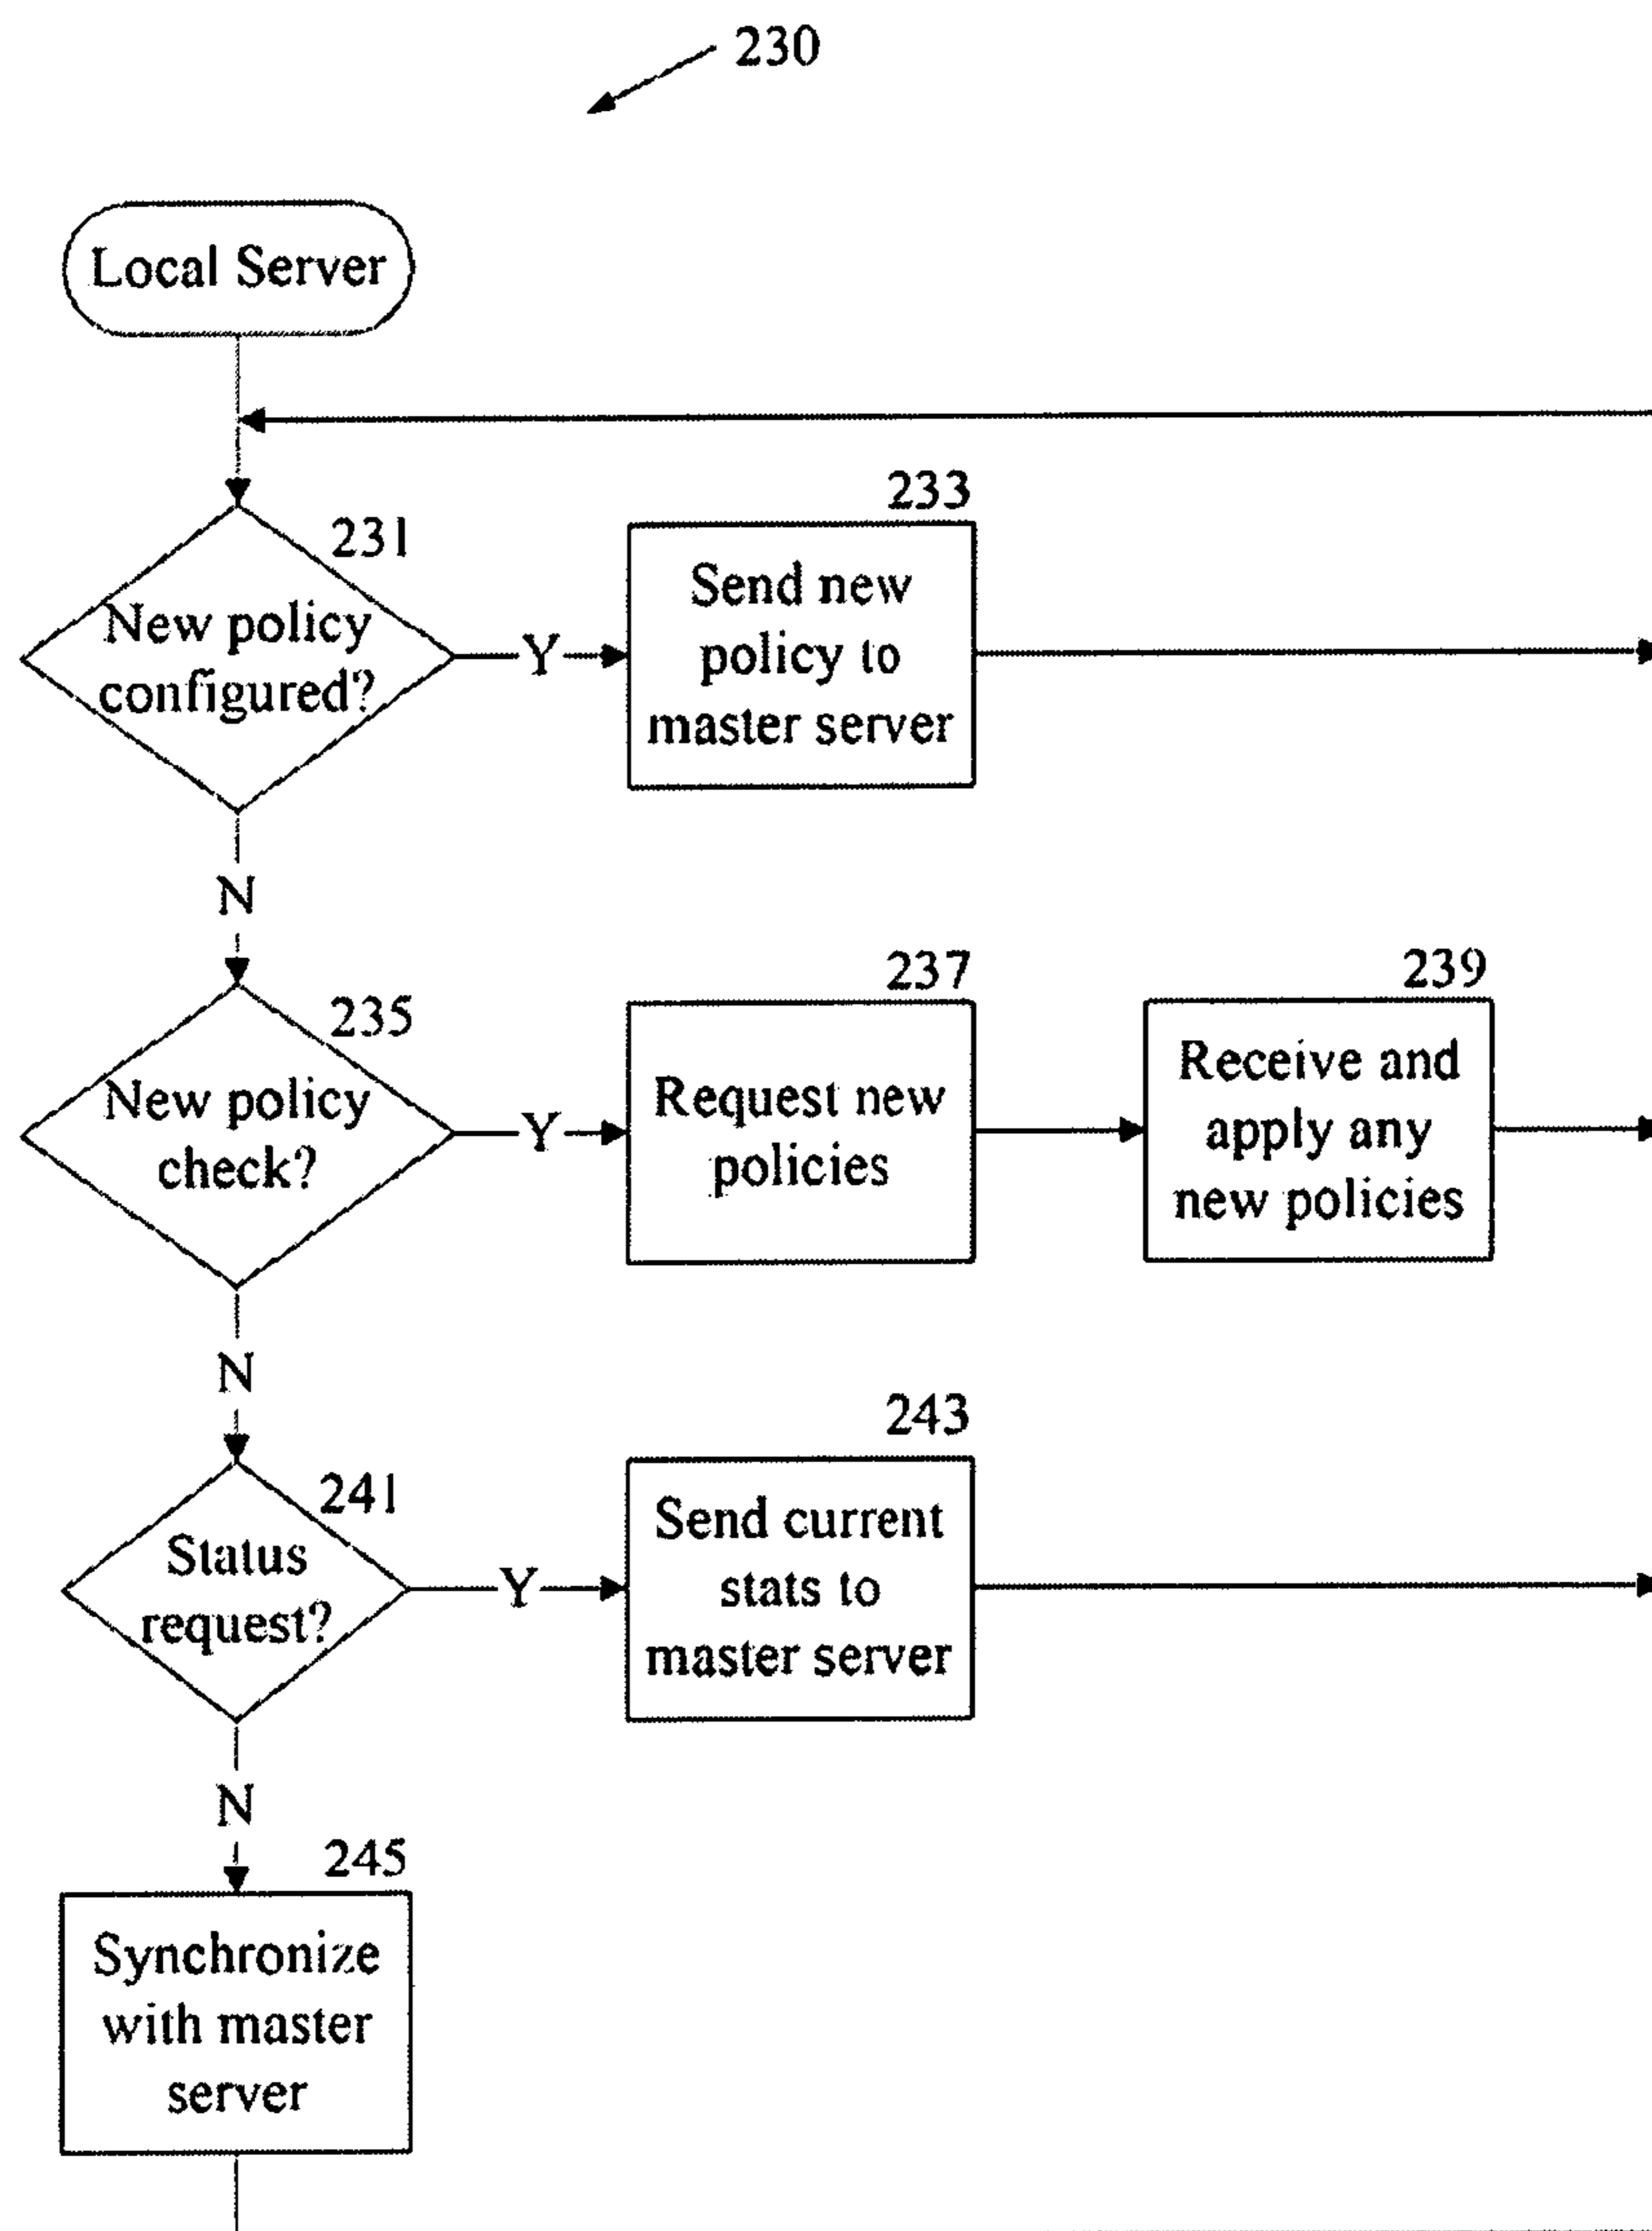 230
Local Server
231
New policy
configured?
Y
233
Send new
policy to
master server
N
235
New policy
check?
Y
237
Request new
policies
239
Receive and
apply any
new policies
N
241
Status
request?
Y
243
Send current
stats to
master server
N
245
Synchronize
with master
server